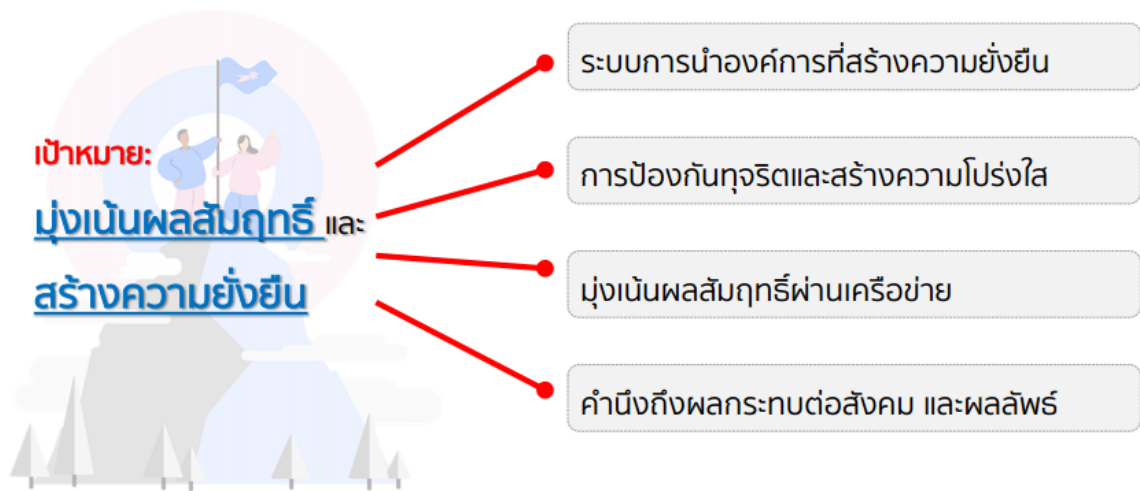 เป้าหมาย:
มุ่งเน้นผลสัมฤทธิ์ และ
สร้างความยั่งยืน
ระบบการนำองค์การที่สร้างความยั่งยืน
การป้องกันทุจริตและสร้างความโปร่งใส
มุ่งเน้นผลสัมฤทธิ์ผ่านเครือข่าย
คำนึงถึงผลกระทบต่อสังคม และผลลัพธ์